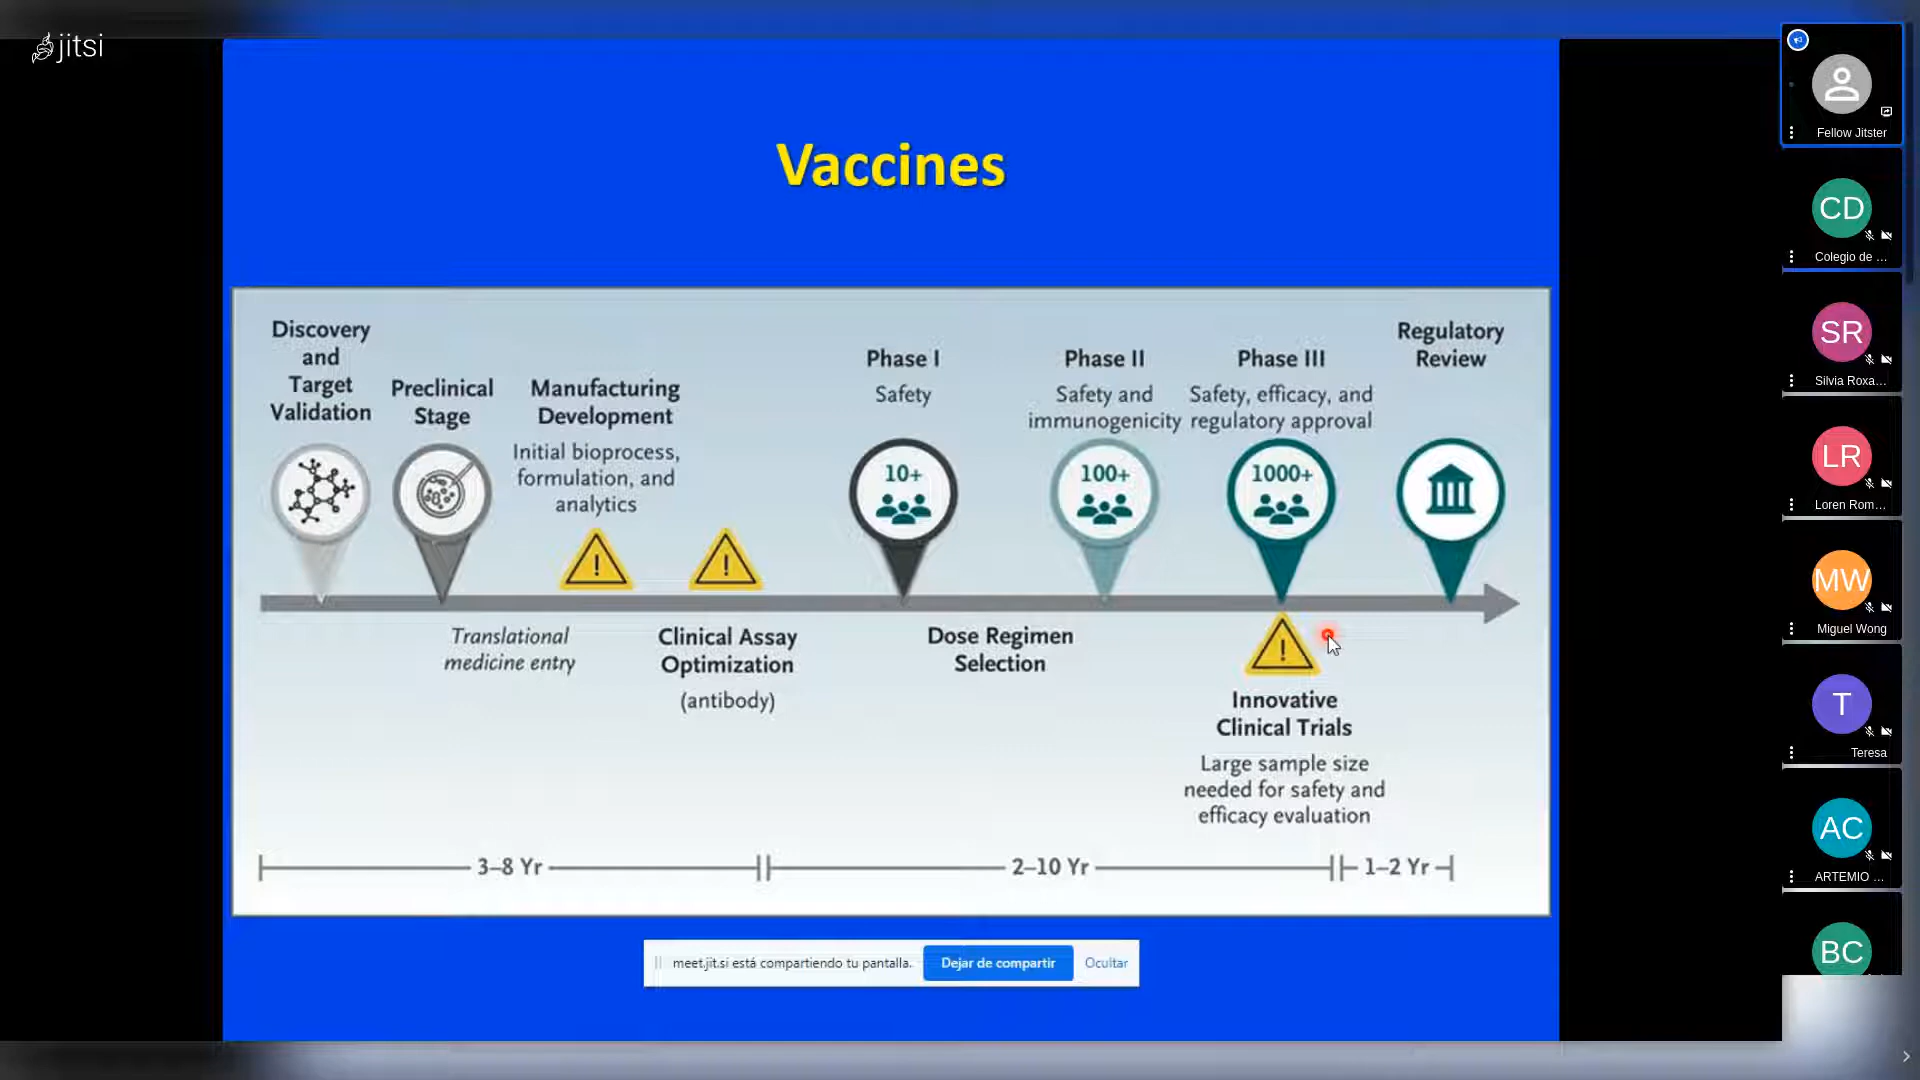 jitsi
Vaccines
Discovery
and
Target
Validation
Preclinical
Stage
Manufacturing
Development
Initial bioprocess,
formulation, and
analytics
Phase I
Safety
Phase II
Safety and
immunogenicity
Phase III
Safety, efficacy, and
regulatory approval
Regulatory
Review
10+
100+
1000+
Translational
medicine entry
Clinical Assay
Optimization
(antibody)
Dose Regimen
Selection
Innovative
Clinical Trials
Large sample size
needed for safety and
efficacy evaluation
3–8 Yr
2–10 Yr
1–2 Yr
meet.jit.si está compartiendo tu pantalla.
Dejar de compartir
Ocultar
Fellow Jitster
CD
Colegio de ...
SR
Silvia Roxa...
LR
Loren Rom...
MW
Miguel Wong
T
Teresa
AC
ARTEMIO ...
BC